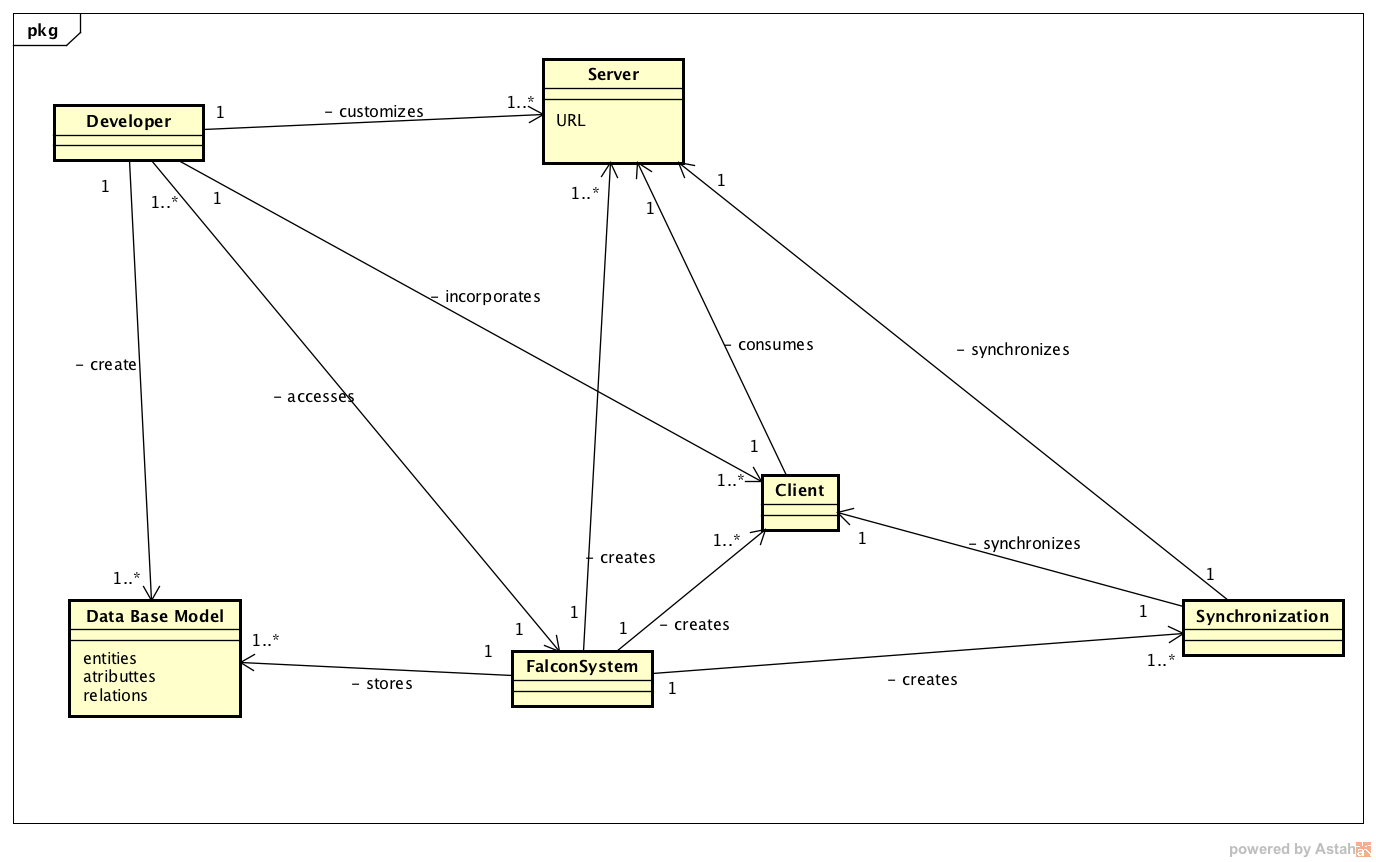 pkg
Server
Developer
1
– customizes
1..*
URL
1
1..*
1
1..*
1
1
– incorporates
– consumes
– synchronizes
– create
– accesses
1
1..*
Client
1..*
1
– synchronizes
– creates
1..*
1
1
1
1
1
– creates
Data Base Model
1..*
1
Synchronization
entities
atributtes
relations
– stores
FalconSystem
1
– creates
1..*
powered by Astah